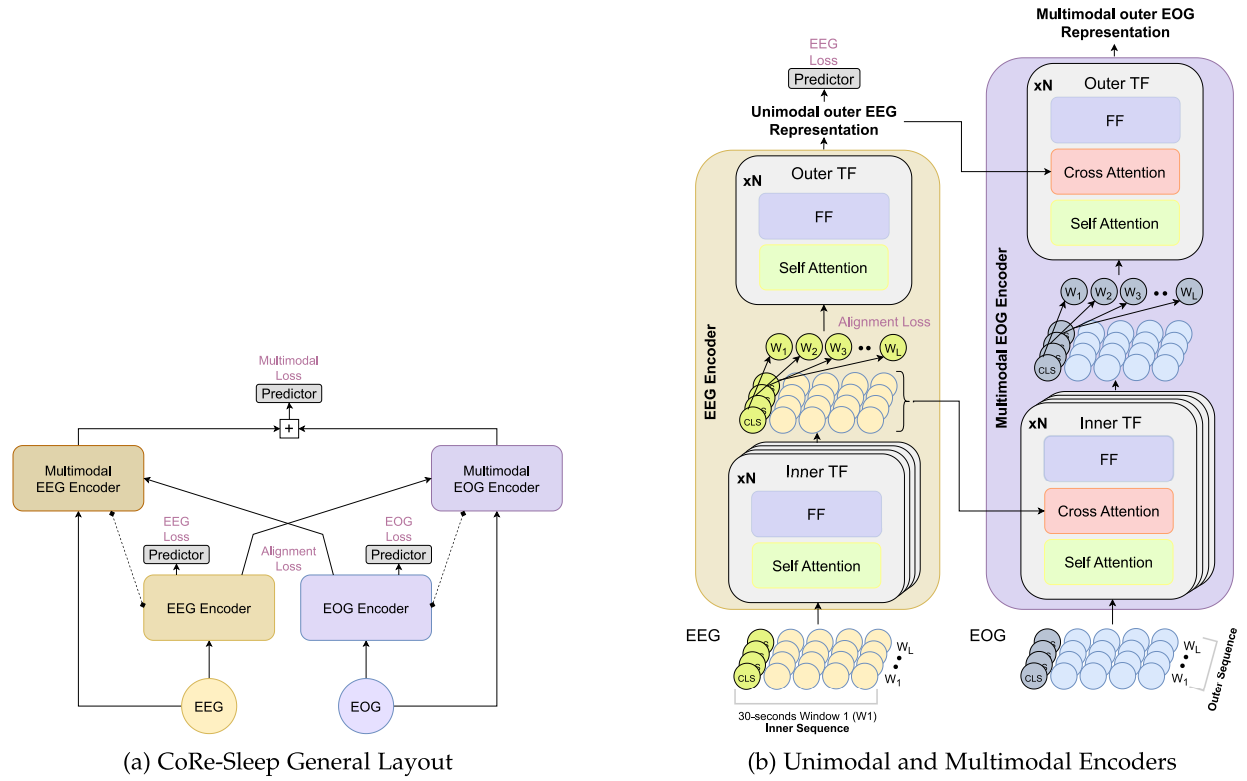 Multimodal
Loss
Predictor
+
Multimodal
EEG Encoder
Multimodal
EOG Encoder
EEG
Loss
Predictor
Alignment
Loss
EOG
Loss
Predictor
EEG Encoder
EOG Encoder
EEG
EOG
(a) CoRe-Sleep General Layout
EEG
Loss
Predictor
Unimodal outer EEG
Representation
EEG Encoder
xN
Outer TF
FF
Self Attention
Alignment Loss
W1 W2 W3 •• WL
CLS
xN
Inner TF
FF
Self Attention
EEG
CLS
WL
W1
30-seconds Window 1 (W1)
Inner Sequence
Multimodal outer EOG
Representation
Multimodal EOG Encoder
xN
Outer TF
FF
Cross Attention
Self Attention
W1 W2 W3 •• WL
CLS
xN
Inner TF
FF
Cross Attention
Self Attention
EOG
CLS
WL
W1
Outer Sequence
(b) Unimodal and Multimodal Encoders